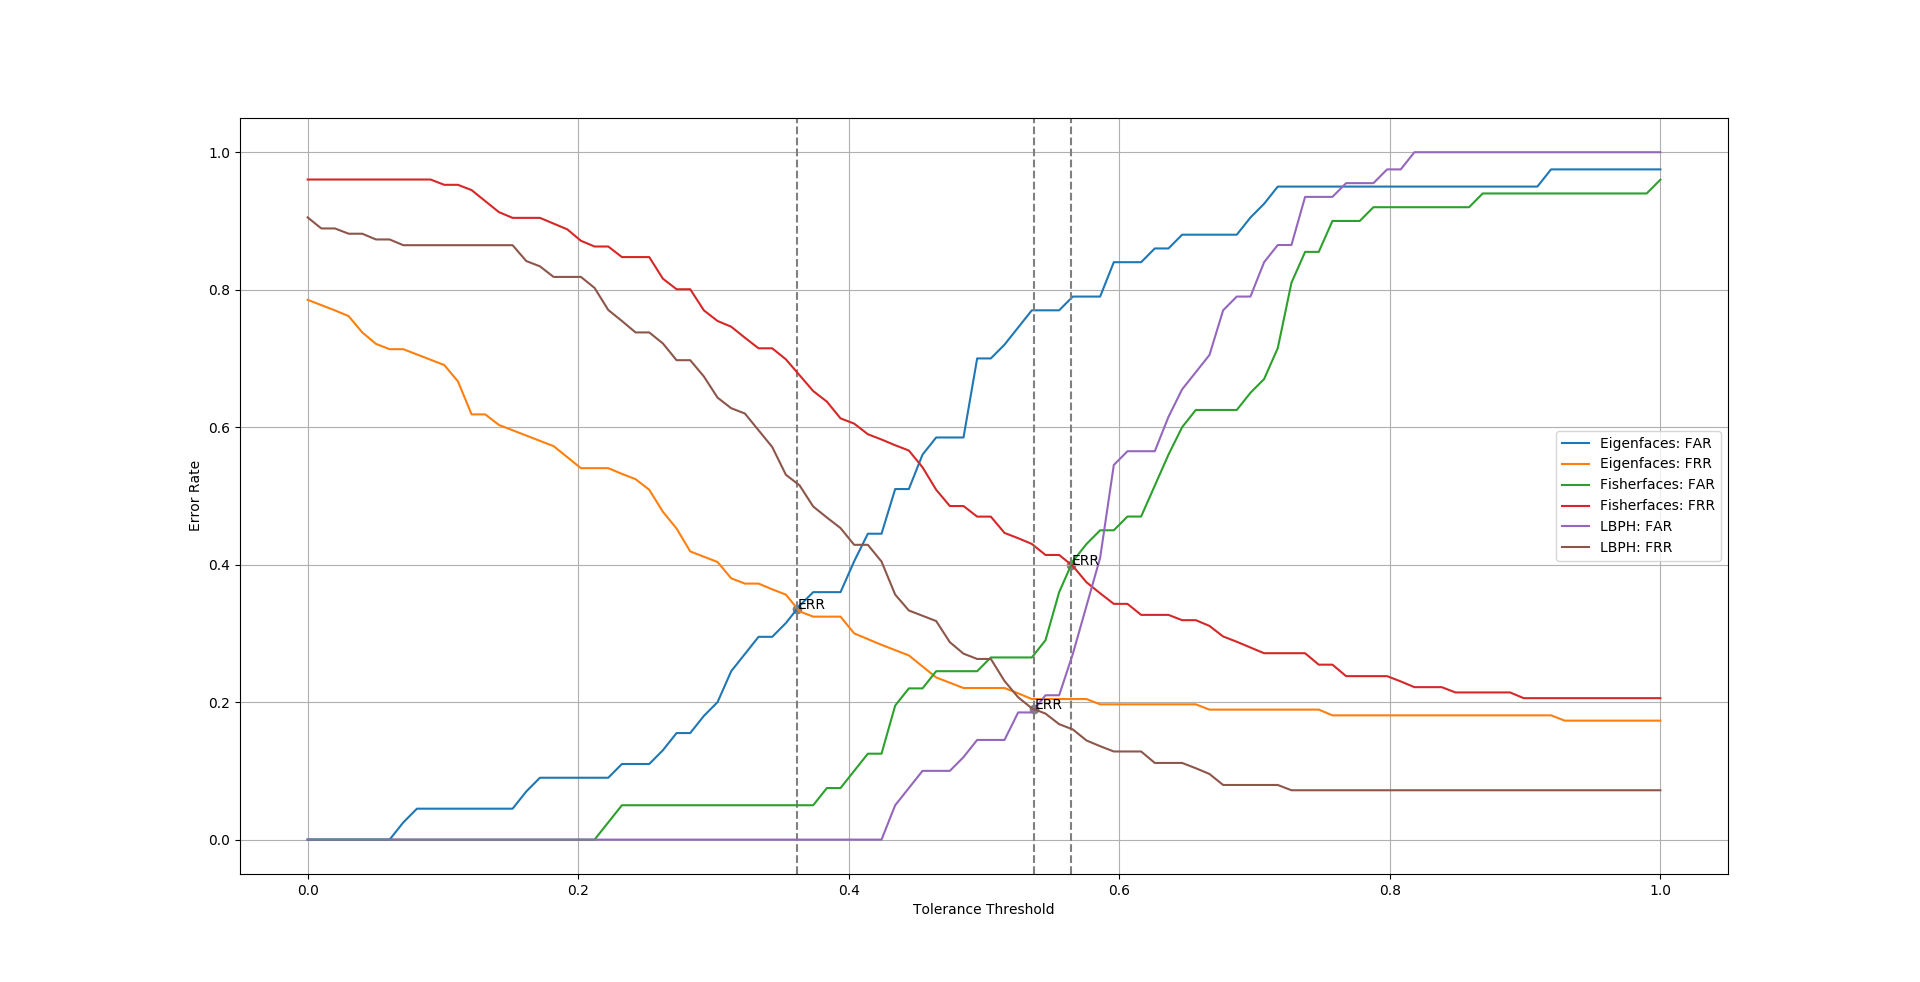 1.0
0.8
0.6
0.4
0.2
0.0
Error Rate
ERR
ERR
ERR
Eigenfaces: FAR
Eigenfaces: FRR
Fisherfaces: FAR
Fisherfaces: FRR
LBPH: FAR
LBPH: FRR
0.0 0.2 0.4 0.6 0.8 1.0
Tolerance Threshold